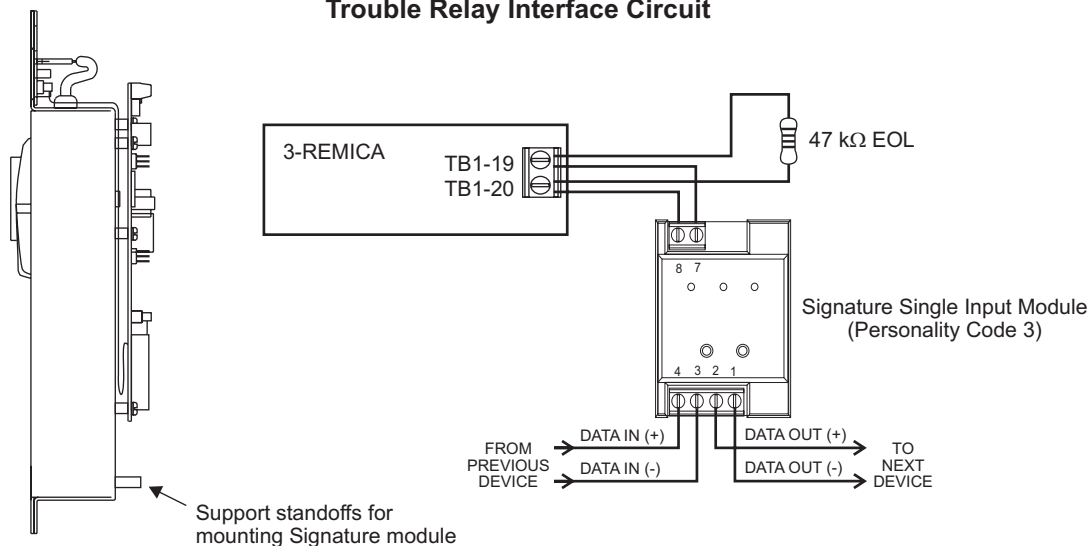 Trouble Relay Interface Circuit
3-REMICA
TB1-19
TB1-20
47 kΩ EOL
8 7
Signature Single Input Module
(Personality Code 3)
4 3 2 1
FROM
PREVIOUS
DEVICE
DATA IN (+)
DATA IN (-)
DATA OUT (+)
DATA OUT (-)
TO
NEXT
DEVICE
Support standoffs for
mounting Signature module